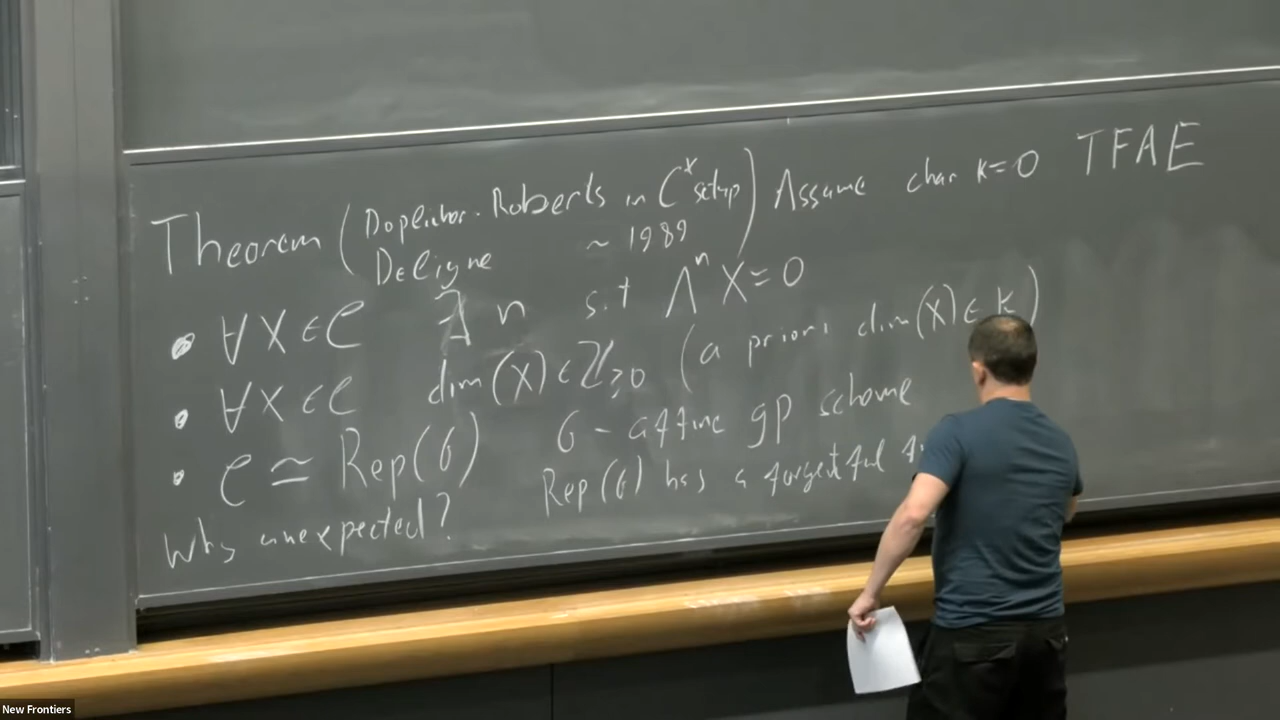 Theorem ( Doplicher - Roberts in C* setup ) Assume char k=0 TFAE
Deligne ~ 1989
• ∀ X ∈ C ∃ n s.t Λⁿ X = 0
• ∀ X ∈ C dim(X) ∈ ℤ≥0 (a priori dim(X) ∈ k)
• C ≃ Rep(G) G - affine gp scheme
Why unexpected? Rep(G) has a forgetful
New Frontiers